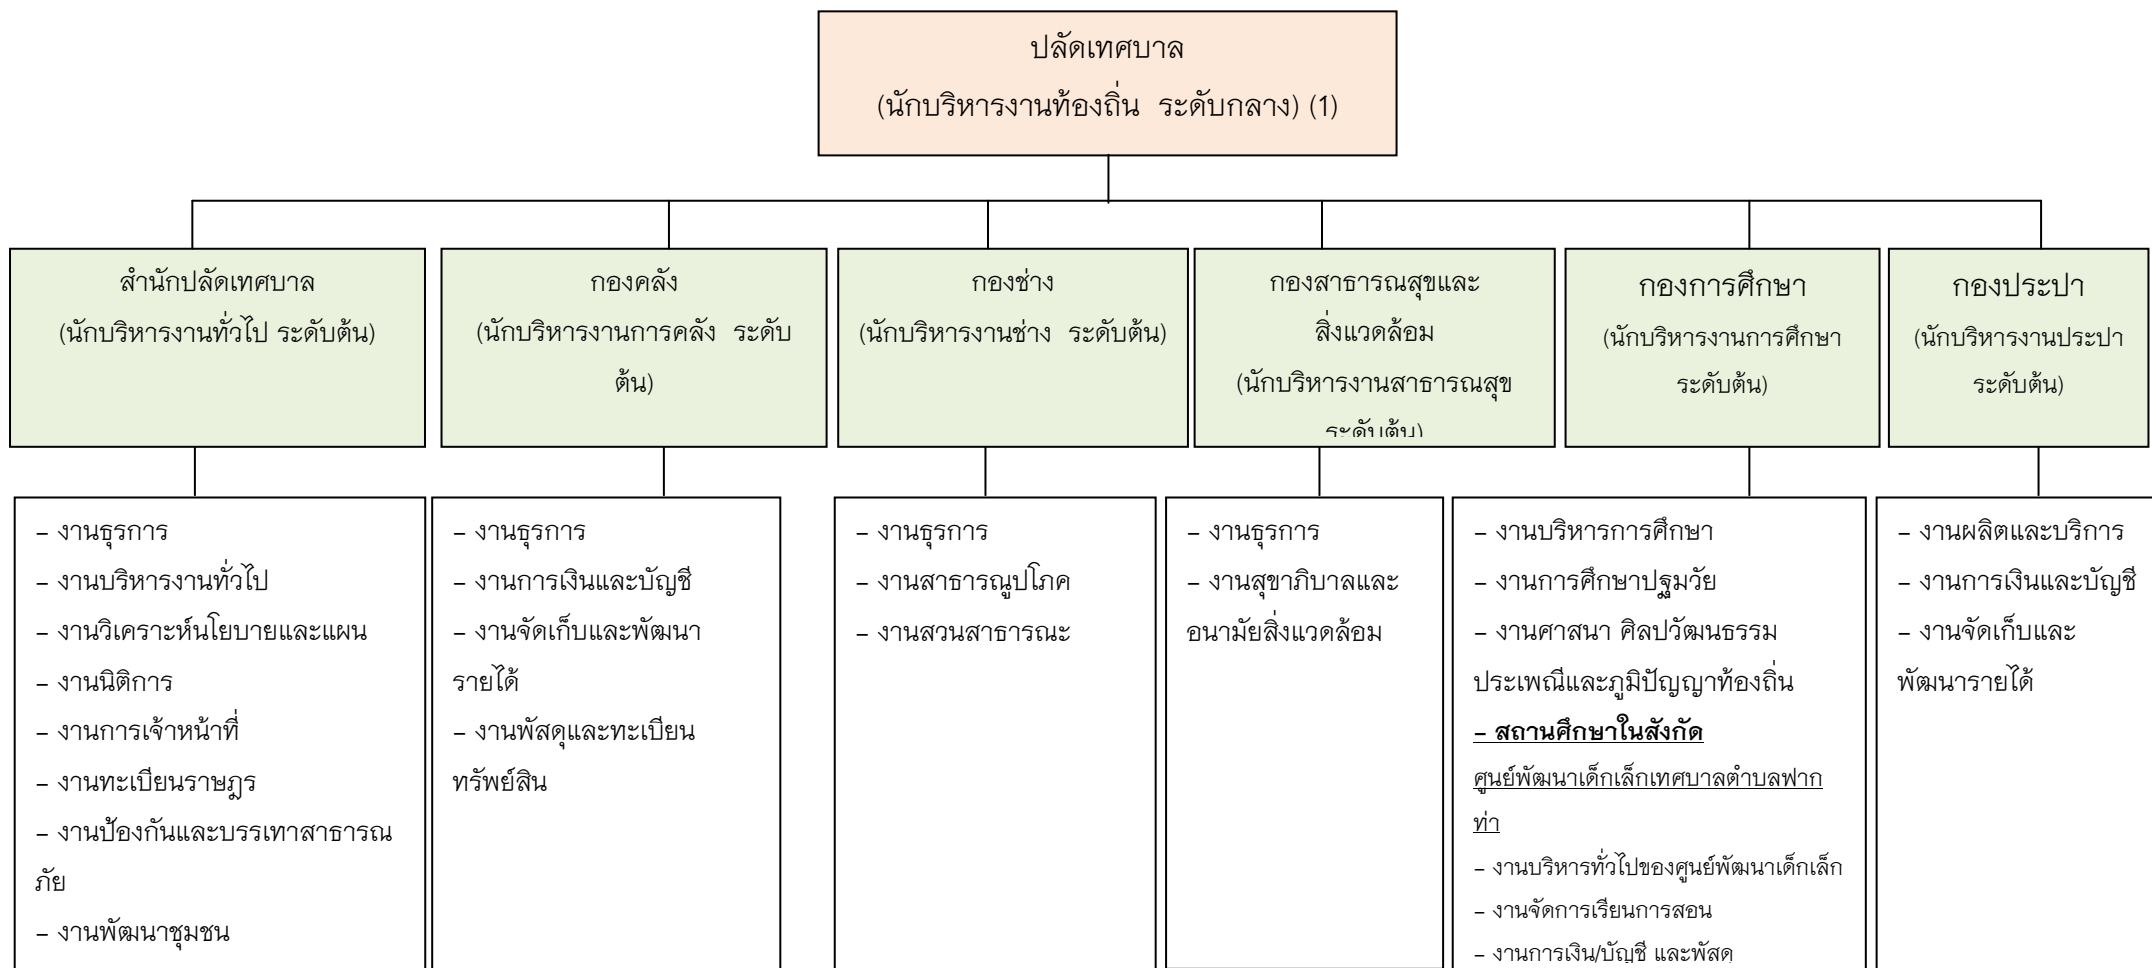 ปลัดเทศบาล
(นักบริหารงานท้องถิ่น ระดับกลาง) (1)
สำนักปลัดเทศบาล
(นักบริหารงานทั่วไป ระดับต้น)
กองคลัง
(นักบริหารงานการคลัง ระดับ
ต้น)
กองช่าง
(นักบริหารงานช่าง ระดับต้น)
กองสาธารณสุขและ
สิ่งแวดล้อม
(นักบริหารงานสาธารณสุข
ระดับต้น)
กองการศึกษา
(นักบริหารงานการศึกษา
ระดับต้น)
กองประปา
(นักบริหารงานประปา
ระดับต้น)
- งานธุรการ
- งานบริหารงานทั่วไป
- งานวิเคราะห์นโยบายและแผน
- งานนิติการ
- งานการเจ้าหน้าที่
- งานทะเบียนราษฎร
- งานป้องกันและบรรเทาสาธารณ
ภัย
- งานพัฒนาชุมชน
- งานธุรการ
- งานการเงินและบัญชี
- งานจัดเก็บและพัฒนา
รายได้
- งานพัสดุและทะเบียน
ทรัพย์สิน
- งานธุรการ
- งานสาธารณูปโภค
- งานสวนสาธารณะ
- งานธุรการ
- งานสุขาภิบาลและ
อนามัยสิ่งแวดล้อม
- งานบริหารการศึกษา
- งานการศึกษาปฐมวัย
- งานศาสนา ศิลปวัฒนธรรม
ประเพณีและภูมิปัญญาท้องถิ่น
- สถานศึกษาในสังกัด
ศูนย์พัฒนาเด็กเล็กเทศบาลตำบลฟาก
ท่า
- งานบริหารทั่วไปของศูนย์พัฒนาเด็กเล็ก
- งานจัดการเรียนการสอน
- งานการเงิน/บัญชี และพัสดุ
- งานผลิตและบริการ
- งานการเงินและบัญชี
- งานจัดเก็บและ
พัฒนารายได้